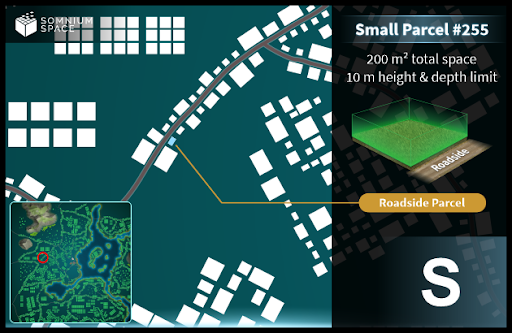 SOMNIUM
SPACE
Small Parcel #255
200 m² total space
10 m height & depth limit
Roadside
Roadside Parcel
S